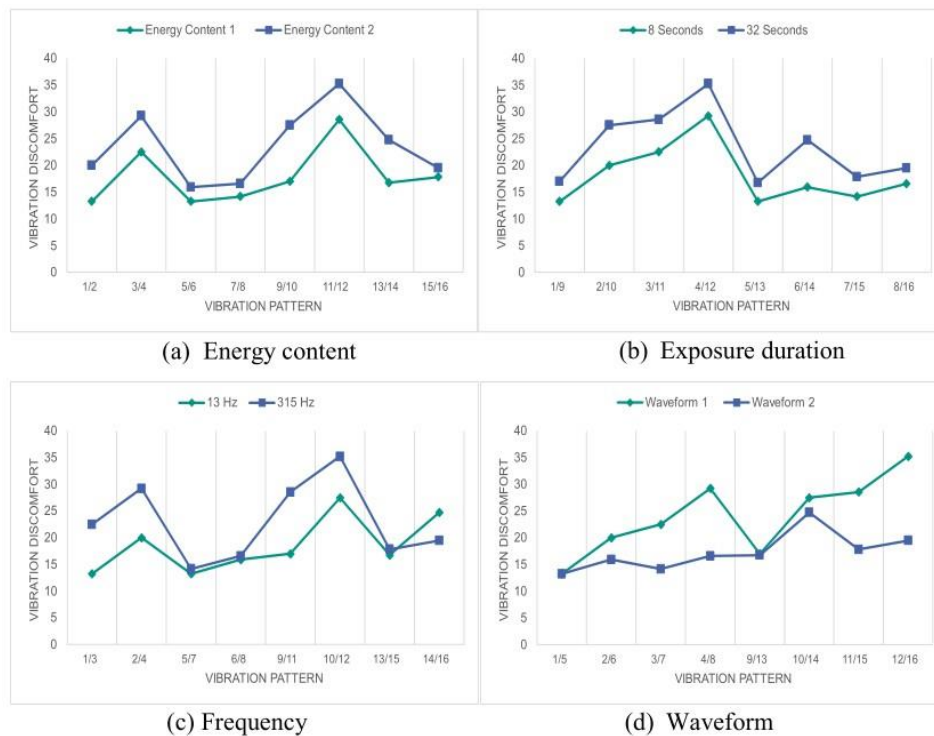 Energy Content 1 Energy Content 2
VIBRATION DISCOMFORT
40
35
30
25
20
15
10
5
0
1/2 3/4 5/6 7/8 9/10 11/12 13/14 15/16
VIBRATION PATTERN
(a) Energy content
8 Seconds 32 Seconds
VIBRATION DISCOMFORT
40
35
30
25
20
15
10
5
0
1/9 2/10 3/11 4/12 5/13 6/14 7/15 8/16
VIBRATION PATTERN
(b) Exposure duration
13 Hz 315 Hz
VIBRATION DISCOMFORT
40
35
30
25
20
15
10
5
0
1/3 2/4 5/7 6/8 9/11 10/12 13/15 14/16
VIBRATION PATTERN
(c) Frequency
Waveform 1 Waveform 2
VIBRATION DISCOMFORT
40
35
30
25
20
15
10
5
0
1/5 2/6 3/7 4/8 9/13 10/14 11/15 12/16
VIBRATION PATTERN
(d) Waveform